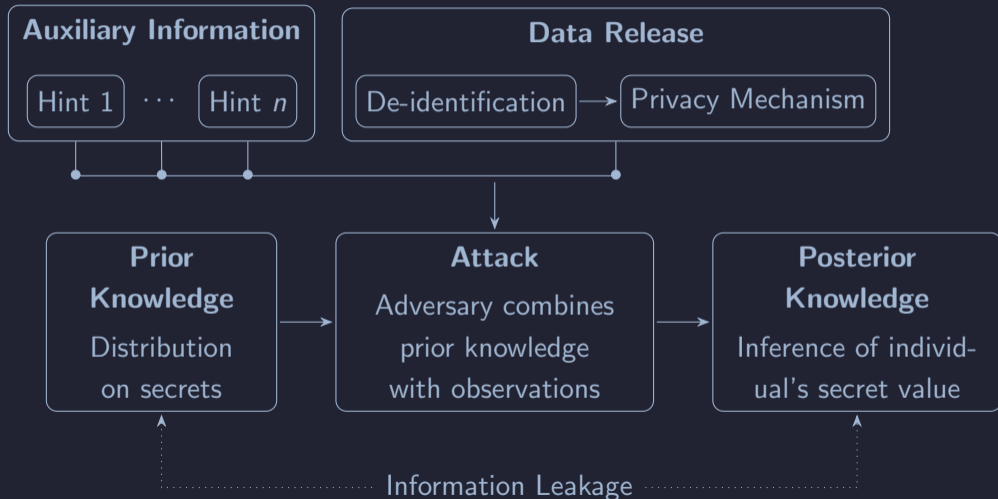 Auxiliary Information
Hint 1 ··· Hint n
Data Release
De-identification
Privacy Mechanism
Prior
Knowledge
Distribution
on secrets
Attack
Adversary combines
prior knowledge
with observations
Posterior
Knowledge
Inference of individ-
ual's secret value
Information Leakage